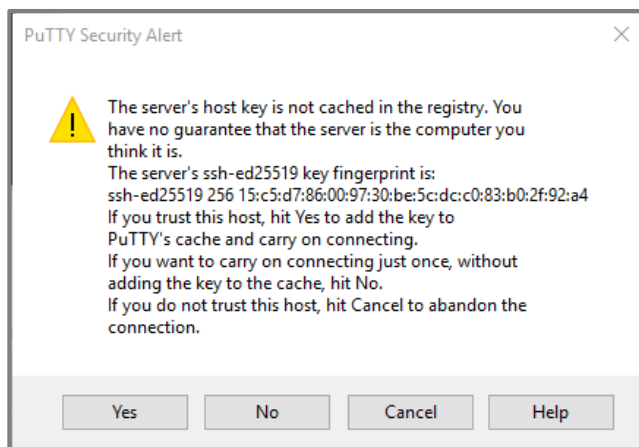 PuTTY Security Alert
The server's host key is not cached in the registry. You
have no guarantee that the server is the computer you
think it is.
The server's ssh-ed25519 key fingerprint is:
ssh-ed25519 256 15:c5:d7:86:00:97:30:be:5c:dc:c0:83:b0:2f:92:a4
If you trust this host, hit Yes to add the key to
PuTTY's cache and carry on connecting.
If you want to carry on connecting just once, without
adding the key to the cache, hit No.
If you do not trust this host, hit Cancel to abandon the
connection.
Yes No Cancel Help